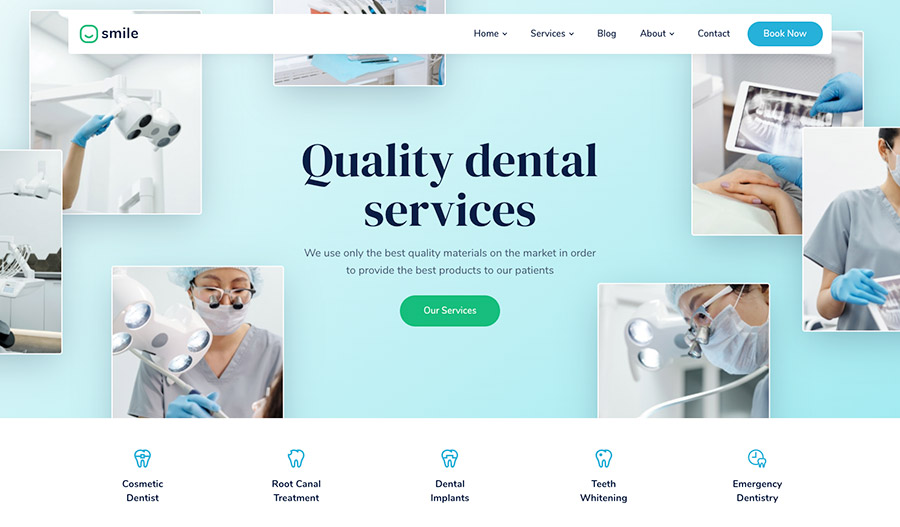 smile
Home
Services
Blog
About
Contact
Book Now
Quality dental
services
We use only the best quality materials on the market in order
to provide the best products to our patients
Our Services
Cosmetic
Dentist
Root Canal
Treatment
Dental
Implants
Teeth
Whitening
Emergency
Dentistry